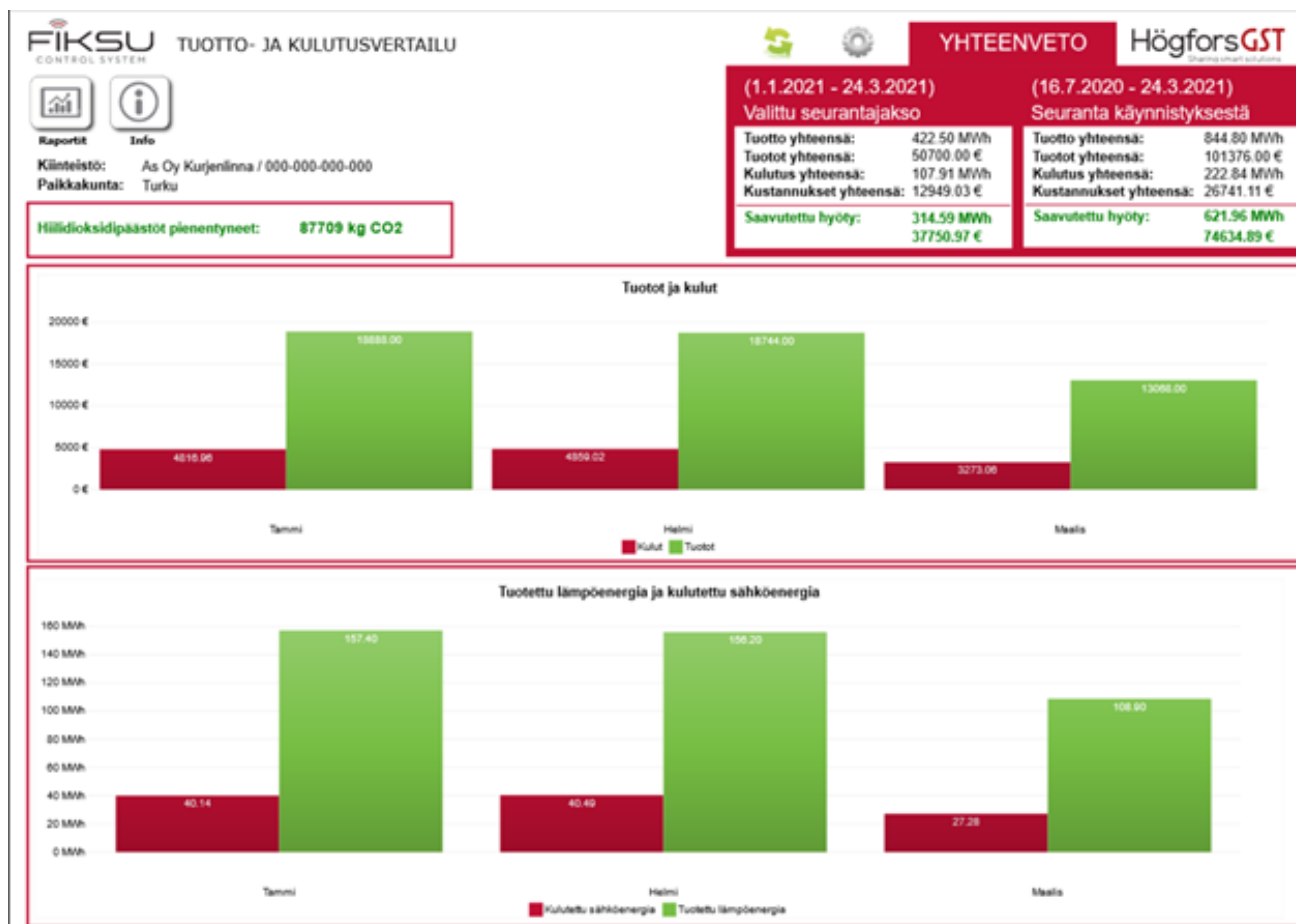 FIKSU
CONTROL SYSTEM
TUOTTO- JA KULUTUSVERTAILU
YHTEENVETO
HögforsGST
Sharing smart solutions
Raportit
Info
Kiinteistö: As Oy Kurjenlinna / 000-000-000-000
Paikkakunta: Turku
Hiilidioksidipäästöt pienentyneet: 87709 kg CO2
(1.1.2021 - 24.3.2021)
Valittu seurantajakso
Tuotto yhteensä: 422.50 MWh
Tuotot yhteensä: 50700.00 €
Kulutus yhteensä: 107.91 MWh
Kustannukset yhteensä: 12949.03 €
Saavutettu hyöty: 314.59 MWh
37750.97 €
(16.7.2020 - 24.3.2021)
Seuranta käynnistyksestä
Tuotto yhteensä: 844.80 MWh
Tuotot yhteensä: 101376.00 €
Kulutus yhteensä: 222.84 MWh
Kustannukset yhteensä: 26741.11 €
Saavutettu hyöty: 621.96 MWh
74634.89 €
Tuotot ja kulut
20000 €
15000 €
10000 €
5000 €
0 €
4816.96
18888.00
4859.02
18744.00
3273.06
13068.00
Tammi
Helmi
Maalis
Kulut
Tuotot
Tuotettu lämpöenergia ja kulutettu sähköenergia
160 MWh
140 MWh
120 MWh
100 MWh
80 MWh
60 MWh
40 MWh
20 MWh
0 MWh
40.14
157.40
40.49
156.20
27.28
108.90
Tammi
Helmi
Maalis
Kulutettu sähköenergia
Tuotettu lämpöenergia